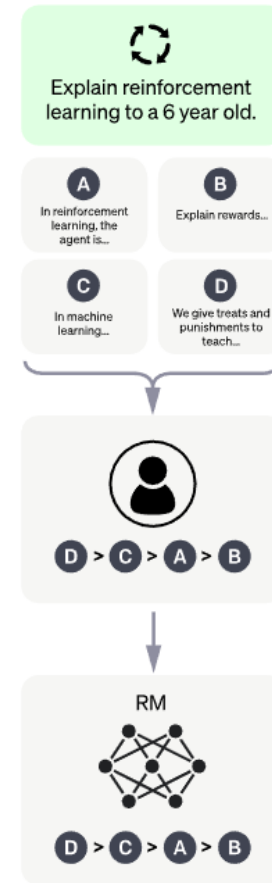 Explain reinforcement
learning to a 6 year old.
A
In reinforcement
learning, the
agent is...
B
Explain rewards...
C
In machine
learning...
D
We give treats and
punishments to
teach...
D > C > A > B
RM
D > C > A > B